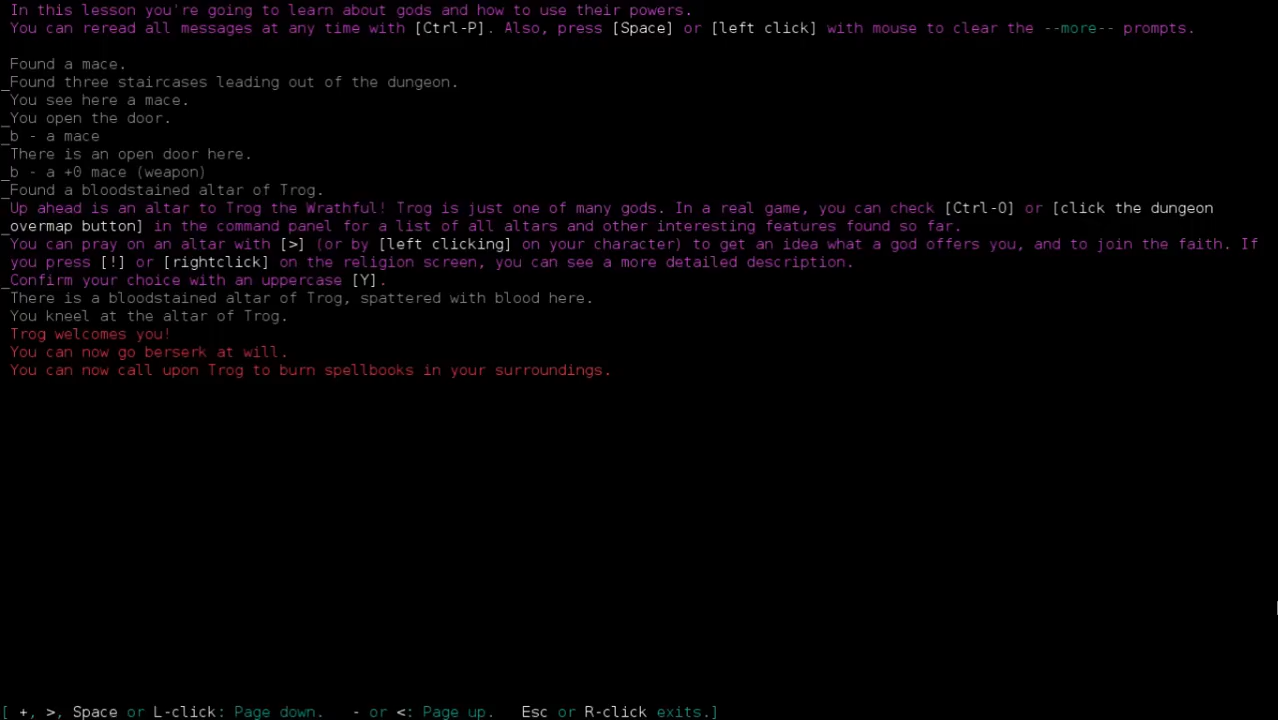 In this lesson you're going to learn about gods and how to use their powers.
You can reread all messages at any time with [Ctrl-P]. Also, press [Space] or [left click] with mouse to clear the --more-- prompts.
Found a mace.
_Found three staircases leading out of the dungeon.
You see here a mace.
_You open the door.
_b - a mace
There is an open door here.
_b - a +0 mace (weapon)
_Found a bloodstained altar of Trog.
Up ahead is an altar to Trog the Wrathful! Trog is just one of many gods. In a real game, you can check [Ctrl-O] or [click the dungeon
_overmap button] in the command panel for a list of all altars and other interesting features found so far.
You can pray on an altar with [>] (or by [left clicking] on your character) to get an idea what a god offers you, and to join the faith. If
you press [!] or [rightclick] on the religion screen, you can see a more detailed description.
_Confirm your choice with an uppercase [Y].
There is a bloodstained altar of Trog, spattered with blood here.
You kneel at the altar of Trog.
Trog welcomes you!
You can now go berserk at will.
You can now call upon Trog to burn spellbooks in your surroundings.
[ +, >, Space or L-click: Page down.   - or <: Page up.   Esc or R-click exits.]